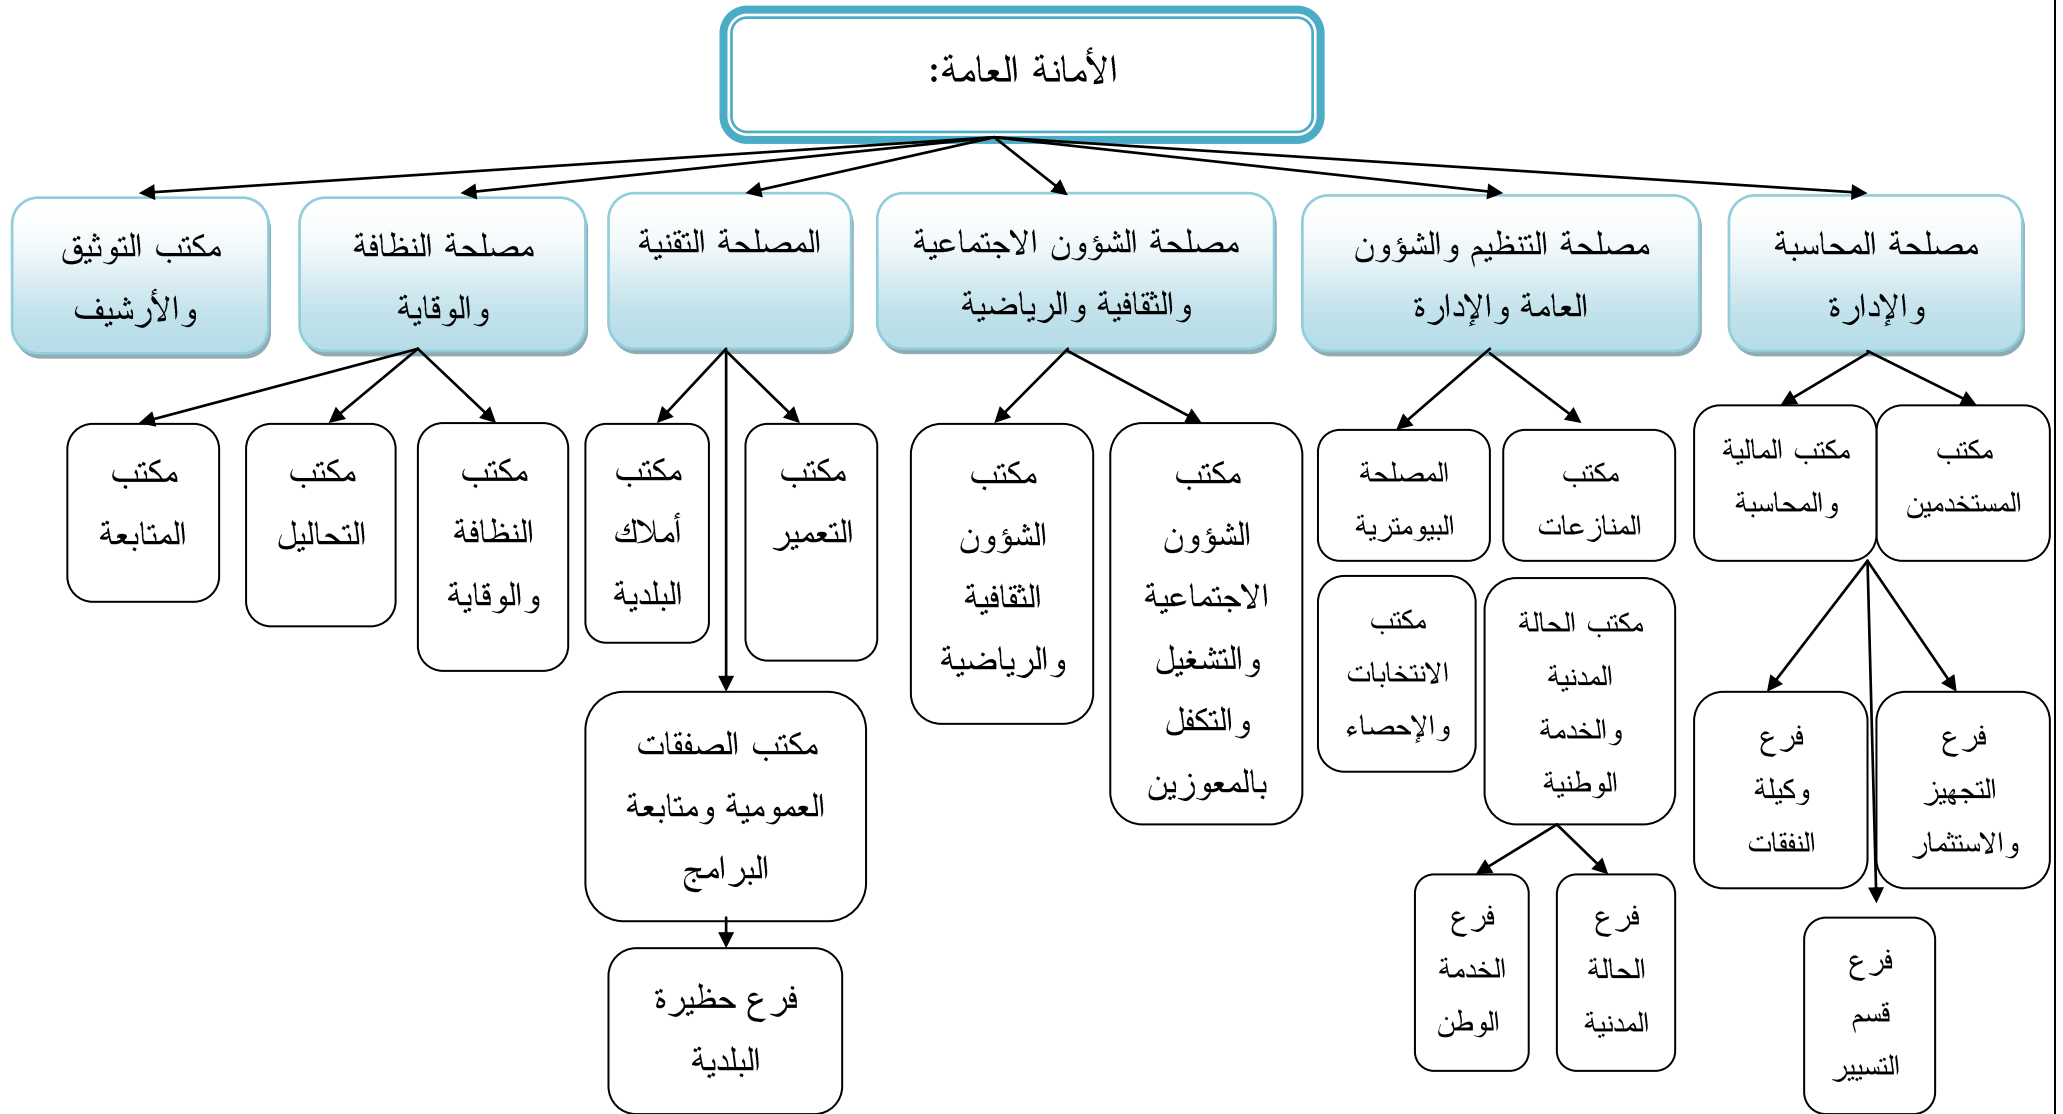 الأمانة العامة:
مصلحة المحاسبة
والإدارة
مصلحة التنظيم والشؤون
العامة والإدارة
مصلحة الشؤون الاجتماعية
والثقافية والرياضية
المصلحة التقنية
مصلحة النظافة
والوقاية
مكتب التوثيق
والأرشيف
مكتب
المستخدمين
مكتب المالية
والمحاسبة
مكتب
المنازعات
المصلحة
البيومترية
مكتب
الشؤون
الاجتماعية
والتشغيل
والتكفل
بالمعوزين
مكتب
الشؤون
الثقافية
والرياضية
مكتب
التعمير
مكتب
أملاك
البلدية
مكتب
النظافة
والوقاية
مكتب
التحاليل
مكتب
المتابعة
مكتب الحالة
المدنية
والخدمة
الوطنية
مكتب
الانتخابات
والإحصاء
فرع
التجهيز
والاستثمار
فرع
وكيلة
النفقات
مكتب الصفقات
العمومية ومتابعة
البرامج
فرع
الحالة
المدنية
فرع
الخدمة
الوطن
فرع
قسم
التسيير
فرع حظيرة
البلدية